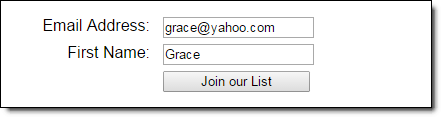 Email Address: grace@yahoo.com
First Name: Grace
Join our List